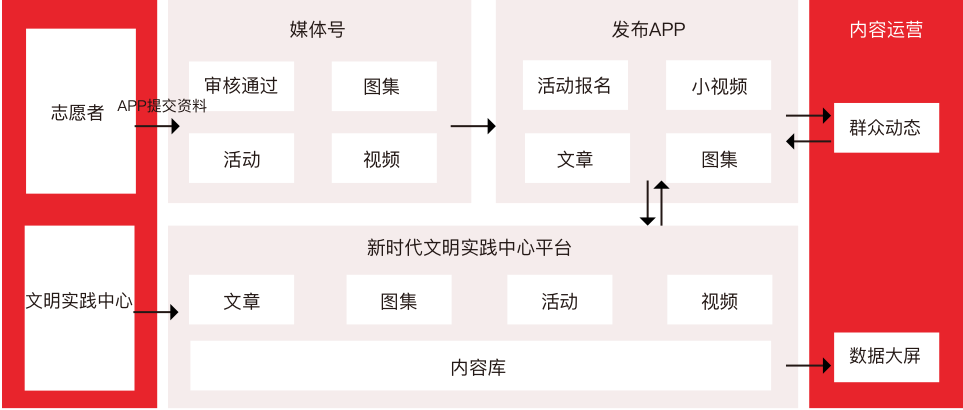 志愿者
APP提交资料
文明实践中心
媒体号
审核通过
图集
活动
视频
发布APP
活动报名
小视频
文章
图集
新时代文明实践中心平台
文章
图集
活动
视频
内容库
内容运营
群众动态
数据大屏